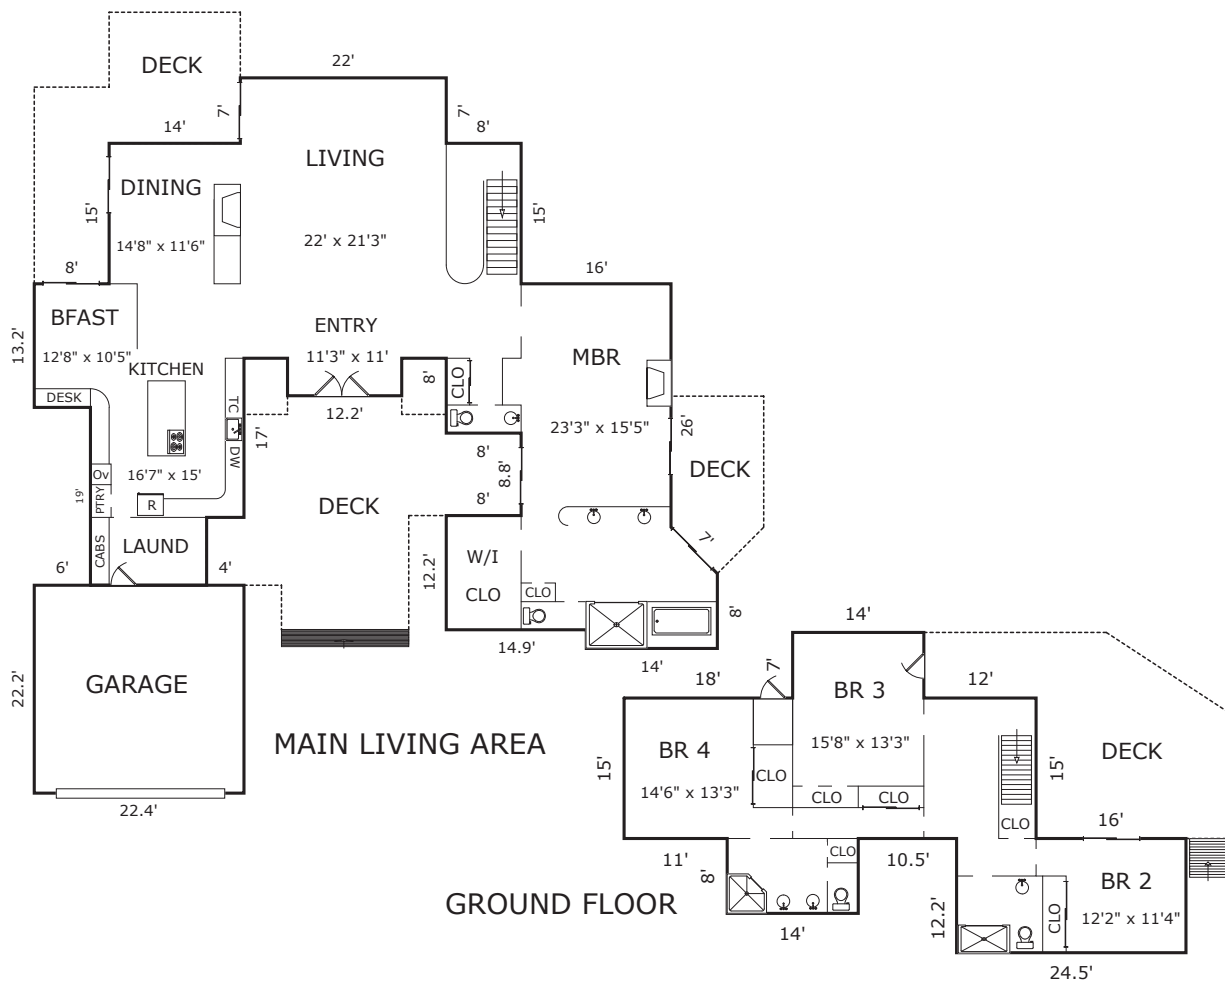 DECK
22'
7'
14'
7'
8'
LIVING
DINING
15'
14'8" x 11'6"
22' x 21'3"
15'
8'
16'
BFAST
13.2'
12'8" x 10'5"
ENTRY
11'3" x 11'
MBR
KITCHEN
8'
CLO
DESK
TC
12.2'
17'
DW
23'3" x 15'5"
26'
8'
8.8'
8'
DECK
Ov
16'7" x 15'
19'
PTRY
R
DECK
CABS
LAUND
W/I
CLO
12.2'
7'
6'
4'
CLO
8'
14.9'
14'
GARAGE
22.2'
22.4'
MAIN LIVING AREA
14'
18'
7'
12'
BR 3
15'8" x 13'3"
BR 4
14'6" x 13'3"
15'
CLO
CLO
CLO
15'
DECK
CLO
16'
11'
8'
CLO
10.5'
BR 2
12'2" x 11'4"
GROUND FLOOR
12.2'
CLO
14'
24.5'